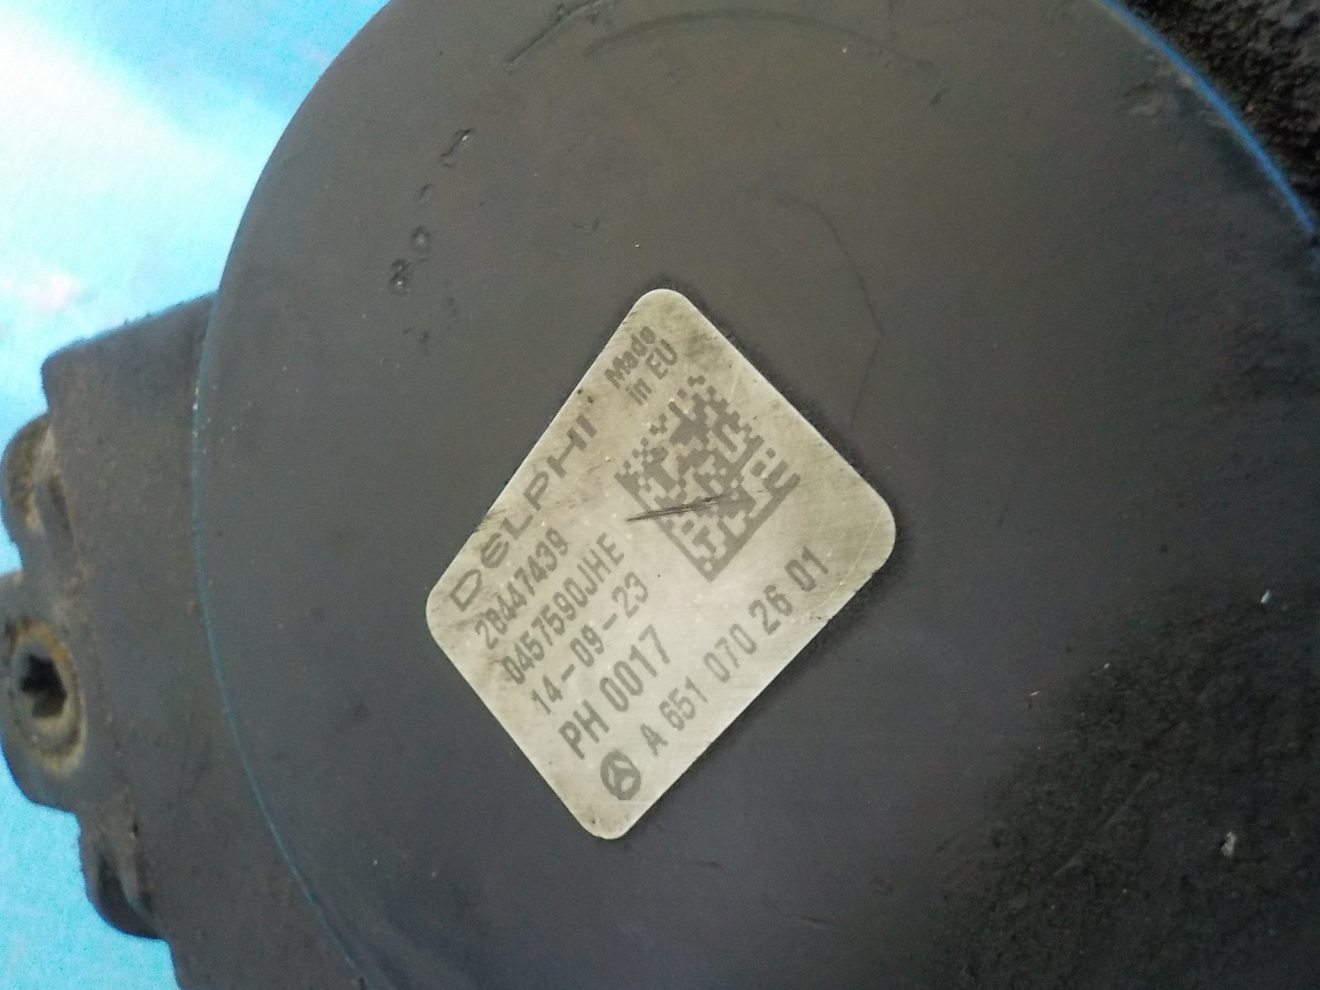 DELPHI
Made
in EU
28447439
0457590JHE
14-09-23
PH 0017
A 651 070 26 01